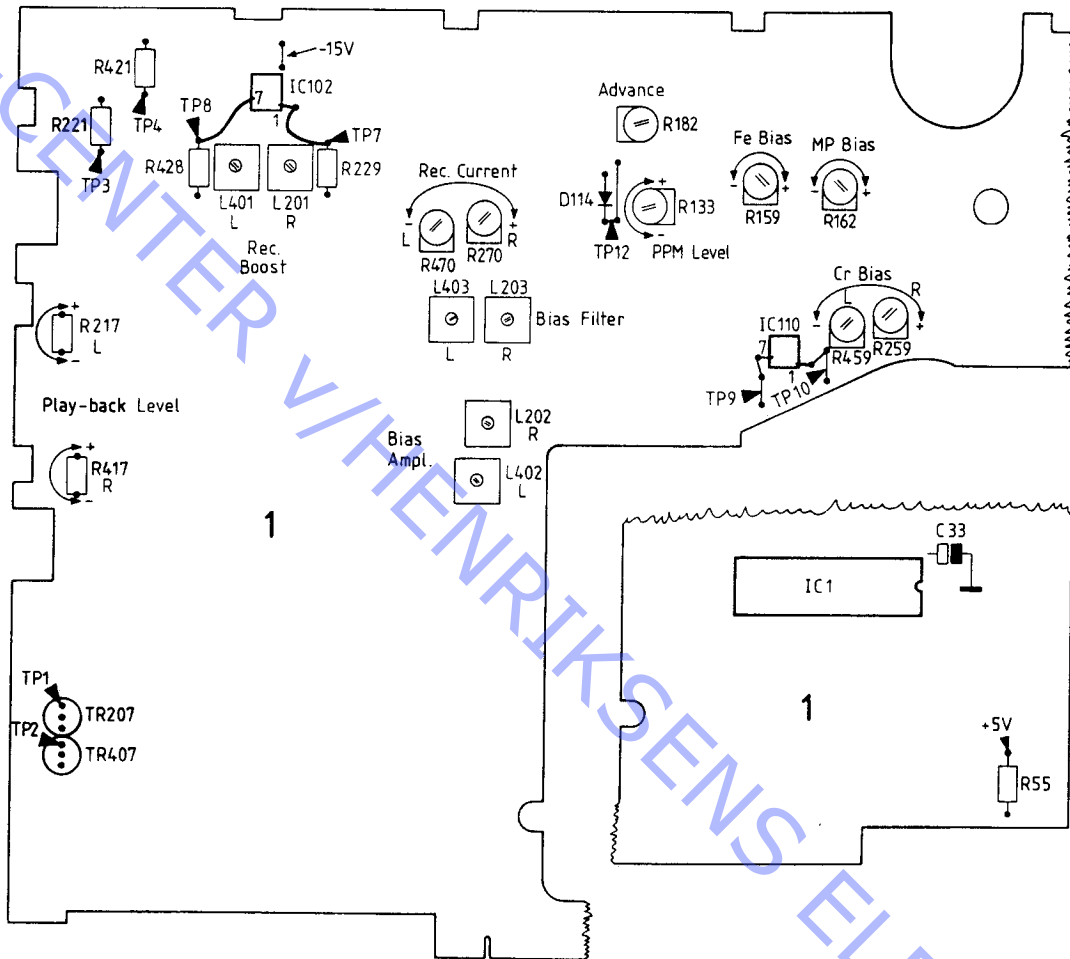 -15V
R421
IC102
7
1
TP8
TP4
R221
TP3
TP7
R428
R229
L401
L
L201
R
Rec.
Boost
Advance
R182
Fe Bias
MP Bias
- +
- +
R159
R162
Rec. Current
- +
L R
R470
R270
D114
+
R133
-
TP12
PPM Level
L403
L203
Bias Filter
L
R
Cr Bias
L
R
- +
IC110
7
1
R459
R259
TP9
TP10
+
R217
L
-
Play-back Level
+
R417
R
-
L202
R
Bias
Ampl.
L402
L
1
C33
IC1
1
+5V
R55
TP1
TR207
TP2
TR407
CENTER V/HENRIKSENS EL